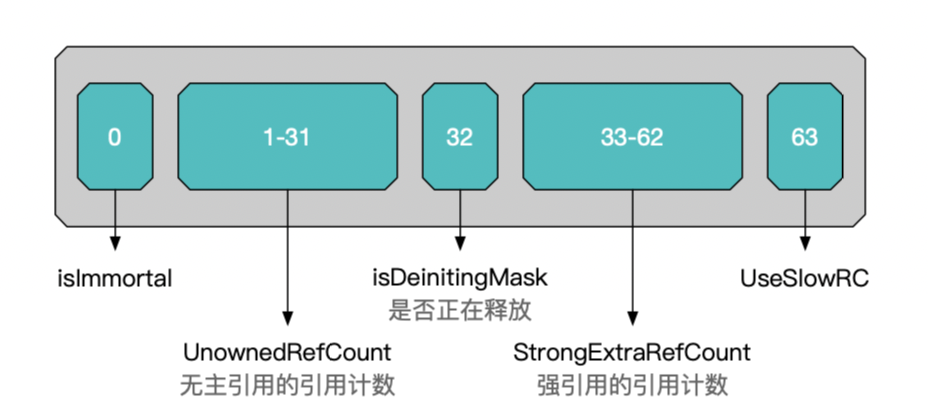 0
1-31
32
33-62
63
isImmortal
isDeinitingMask
是否正在释放
UseSlowRC
UnownedRefCount
无主引用的引用计数
StrongExtraRefCount
强引用的引用计数